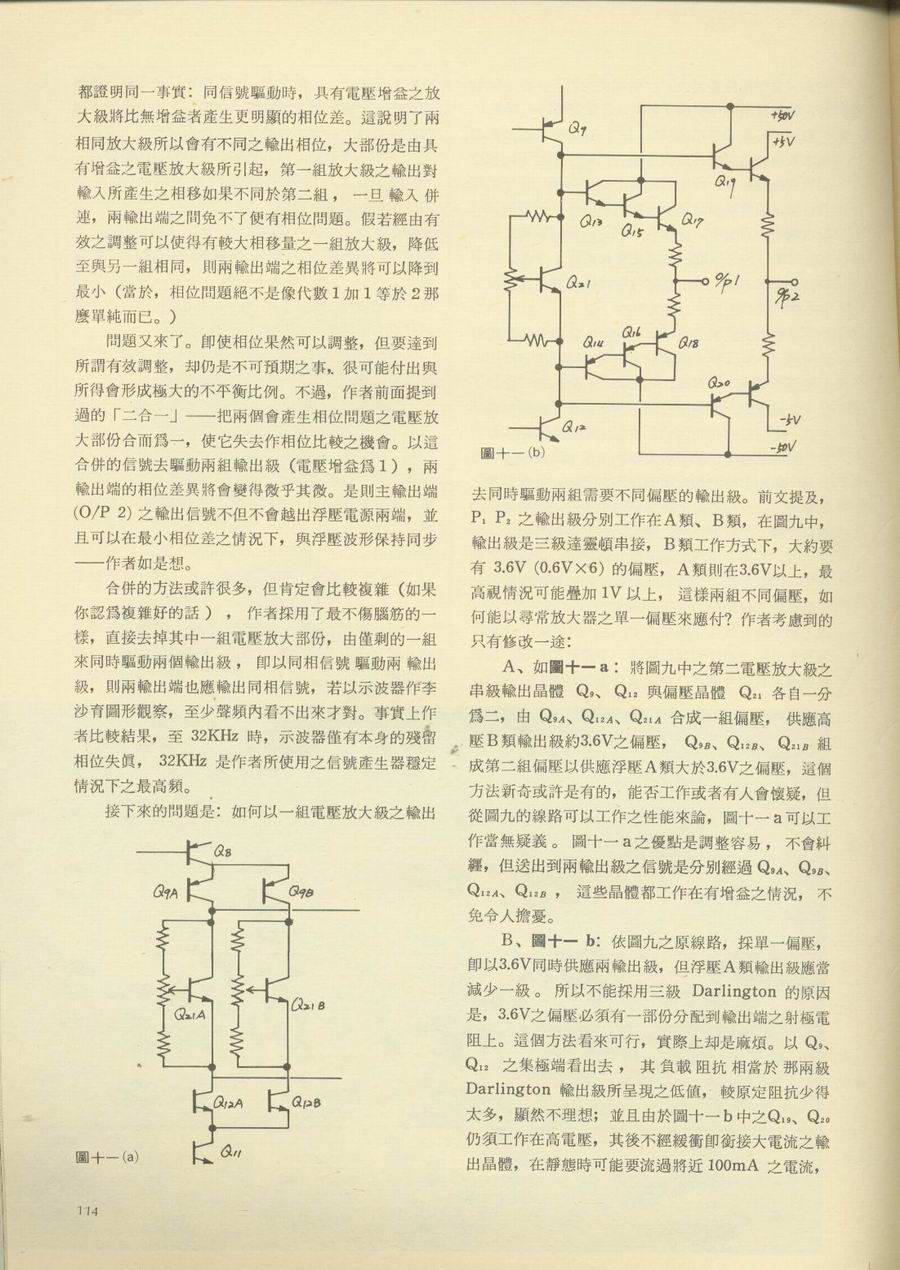 都證明同一事實：同信號驅動時，具有電壓增益之放
大級將比無增益者產生更明顯的相位差。這說明了兩
相同放大級所以會有不同之輸出相位，大部份是由具
有增益之電壓放大級所引起，第一組放大級之輸出對
輸入所產生之相移如果不同於第二組，一旦輸入併
連，兩輸出端之間免不了便有相位問題。假若經由有
效之調整可以使得有較大相移量之一組放大級，降低
至與另一組相同，則兩輸出端之相位差異將可以降到
最小（當於，相位問題絕不是像代數1加1等於2那
麼單純而已。）
問題又來了。卽使相位果然可以調整，但要達到
所謂有效調整，却仍是不可預期之事，很可能付出與
所得會形成極大的不平衡比例。不過，作者前面提到
過的「二合一」——把兩個會產生相位問題之電壓放
大部份合而爲一，使它失去作相位比較之機會。以這
合併的信號去驅動兩組輸出級（電壓增益爲1），兩
輸出端的相位差異將會變得微乎其微。是則主輸出端
(O/P 2) 之輸出信號不但不會越出浮壓電源兩端，並
且可以在最小相位差之情況下，與浮壓波形保持同步
——作者如是想。
合併的方法或許很多，但肯定會比較複雜（如果
你認爲複雜好的話），作者採用了最不傷腦筋的一
樣，直接去掉其中一組電壓放大部份，由僅剩的一組
來同時驅動兩個輸出級，卽以同相信號驅動兩輸出
級，則兩輸出端也應輸出同相信號，若以示波器作李
沙育圖形觀察，至少聲頻內看不出來才對。事實上作
者比較結果，至 32KHz 時，示波器僅有本身的殘留
相位失眞，32KHz 是作者所使用之信號產生器穩定
情況下之最高頻。
接下來的問題是：如何以一組電壓放大級之輸出
Q8
Q9A
Q9B
Q21A
Q21B
Q12A
Q12B
Q11
圖十一(a)
114
Q9
+50V
+5V
Q19
Q13
Q15
Q17
Q21
o/p1
o/p2
Q14
Q16
Q18
Q20
Q12
-5V
-50V
圖十一(b)
去同時驅動兩組需要不同偏壓的輸出級。前文提及，
P₁ P₂ 之輸出級分別工作在A類、B類，在圖九中，
輸出級是三級達靈頓串接，B類工作方式下，大約要
有 3.6V (0.6V×6) 的偏壓，A類則在3.6V以上，最
高視情況可能疊加 1V 以上，這樣兩組不同偏壓，如
何能以尋常放大器之單一偏壓來應付？作者考慮到的
只有修改一途：
A、如圖十一 a：將圖九中之第二電壓放大級之
串級輸出晶體 Q₉、Q₁₂ 與偏壓晶體 Q₂₁ 各自一分
爲二，由 Q9A、Q12A、Q21A 合成一組偏壓，供應高
壓B類輸出級約3.6V之偏壓，Q9B、Q12B、Q21B 組
成第二組偏壓以供應浮壓A類大於3.6V之偏壓，這個
方法新奇或許是有的，能否工作或者有人會懷疑，但
從圖九的線路可以工作之性能來論，圖十一 a 可以工
作當無疑義。圖十一 a 之優點是調整容易，不會糾
纏，但送出到兩輸出級之信號是分別經過 Q9A、Q9B、
Q12A、Q12B，這些晶體都工作在有增益之情況，不
免令人擔憂。
B、圖十一 b：依圖九之原線路，採單一偏壓，
卽以3.6V同時供應兩輸出級，但浮壓A類輸出級應當
減少一級。所以不能採用三級 Darlington 的原因
是，3.6V之偏壓必須有一部份分配到輸出端之射極電
阻上。這個方法看來可行，實際上却是麻煩。以 Q₉、
Q₁₂ 之集極端看出去，其負載阻抗相當於那兩級
Darlington 輸出級所呈現之低值，較原定阻抗少得
太多，顯然不理想；並且由於圖十一 b 中之Q₁₉、Q₂₀
仍須工作在高電壓，其後不經緩衝卽銜接大電流之輸
出晶體，在靜態時可能要流過將近 100mA 之電流，